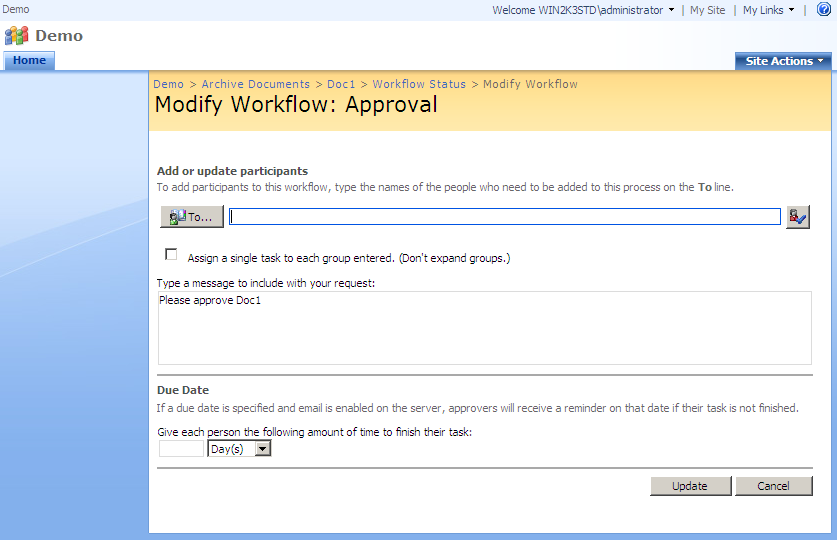 Demo
Welcome WIN2K3STD\administrator | My Site | My Links |
Demo
Home
Site Actions
Demo > Archive Documents > Doc1 > Workflow Status > Modify Workflow
Modify Workflow: Approval
Add or update participants
To add participants to this workflow, type the names of the people who need to be added to this process on the To line.
To...
Assign a single task to each group entered. (Don't expand groups.)
Type a message to include with your request:
Please approve Doc1
Due Date
If a due date is specified and email is enabled on the server, approvers will receive a reminder on that date if their task is not finished.
Give each person the following amount of time to finish their task:
Day(s)
Update Cancel